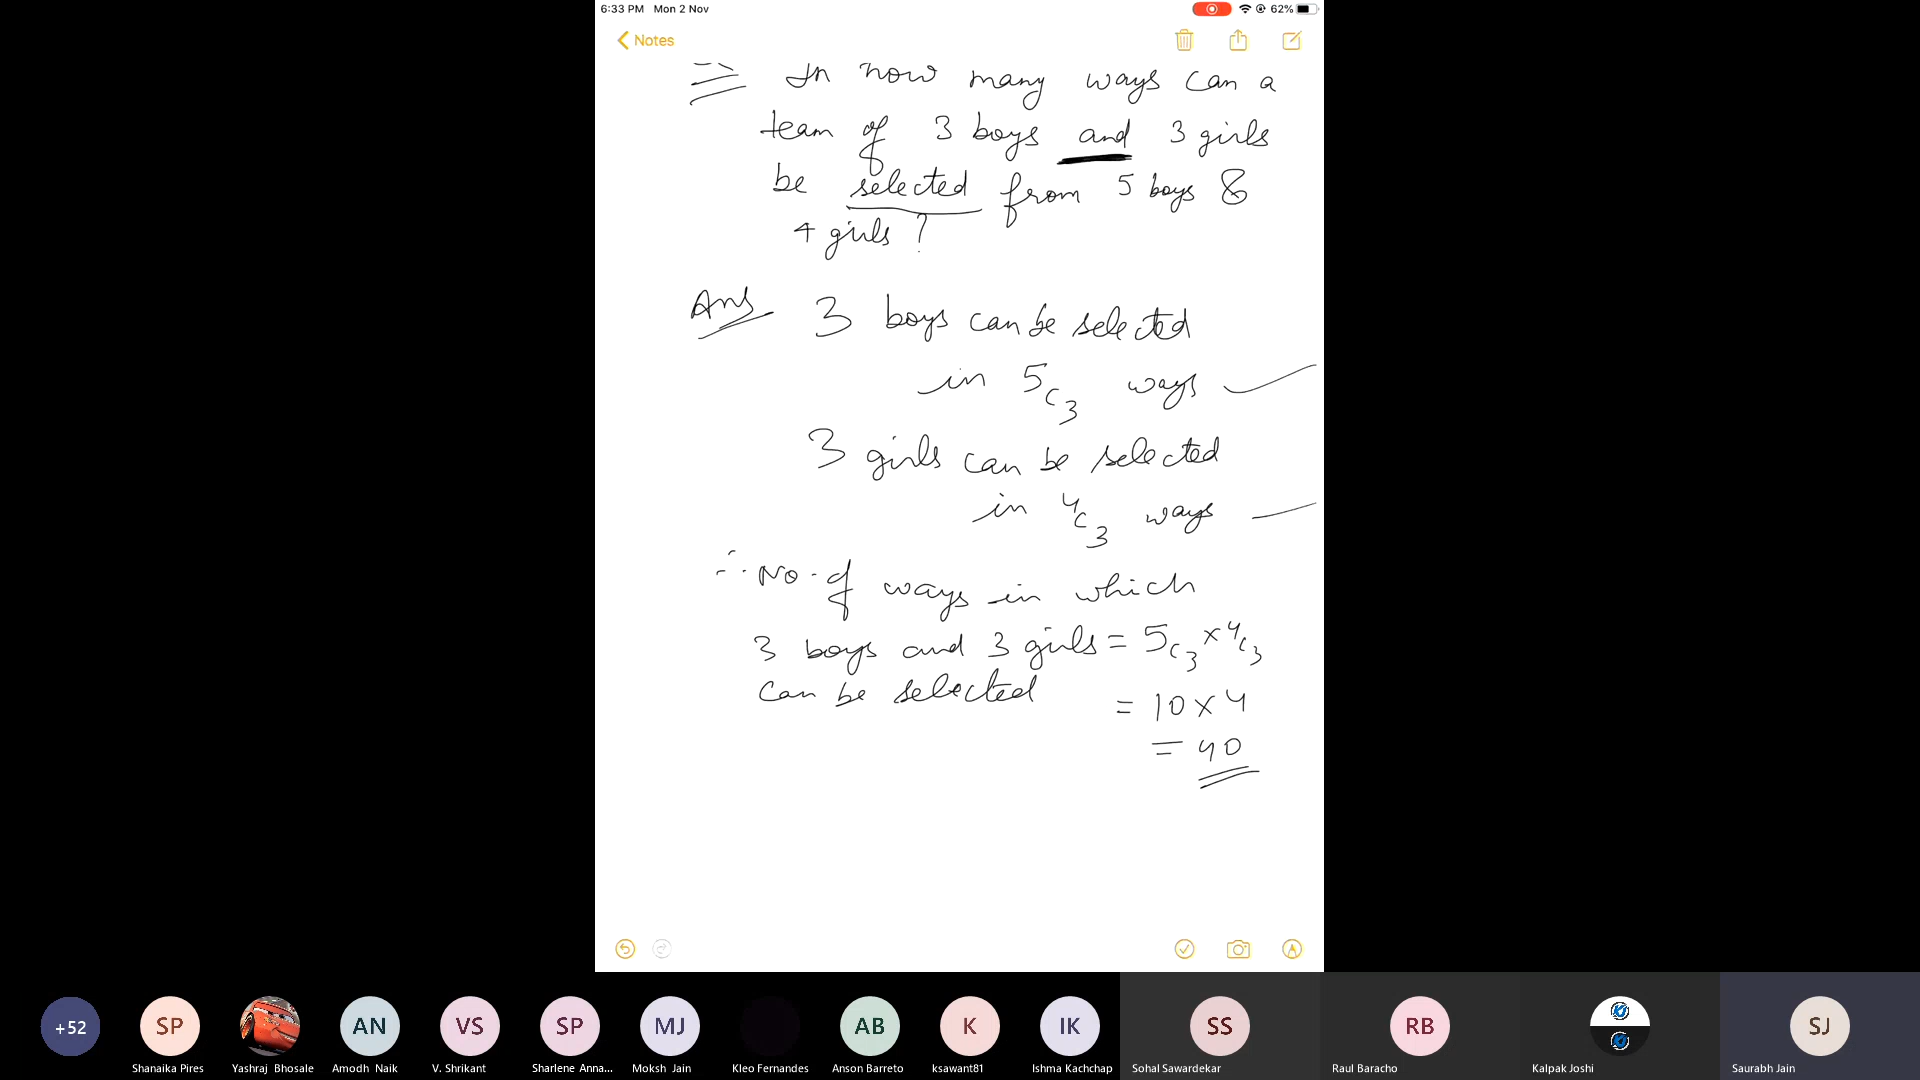 6:33 PM Mon 2 Nov
62%
Notes
In how many ways can a
team of 3 boys and 3 girls
be selected from 5 boys &
4 girls ?
Ans 3 boys can be selected
in 5C3 ways
3 girls can be selected
in 4C3 ways
∴ No. of ways in which
3 boys and 3 girls = 5C3 x 4C3
can be selected
= 10 x 4
= 40
+52
SP
AN
VS
SP
MJ
AB
K
IK
SS
RB
SJ
Shanaika Pires
Yashraj Bhosale
Amodh Naik
V. Shrikant
Sharlene Anna...
Moksh Jain
Kleo Fernandes
Anson Barreto
ksawant81
Ishma Kachchap
Sohal Sawardekar
Raul Baracho
Kalpak Joshi
Saurabh Jain